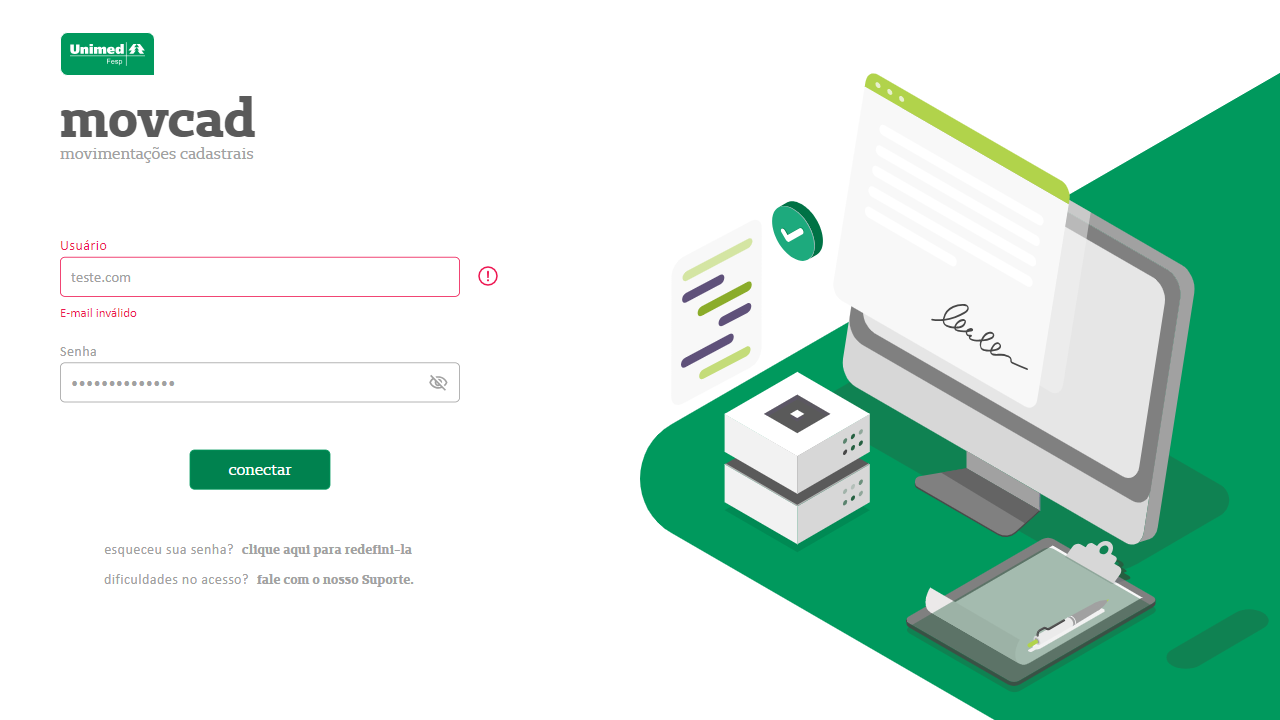 Unimed
Fesp
movcad
movimentações cadastrais
Usuário
teste.com
E-mail inválido
Senha
••••••••••••••
conectar
esqueceu sua senha? clique aqui para redefini-la
dificuldades no acesso? fale com o nosso Suporte.